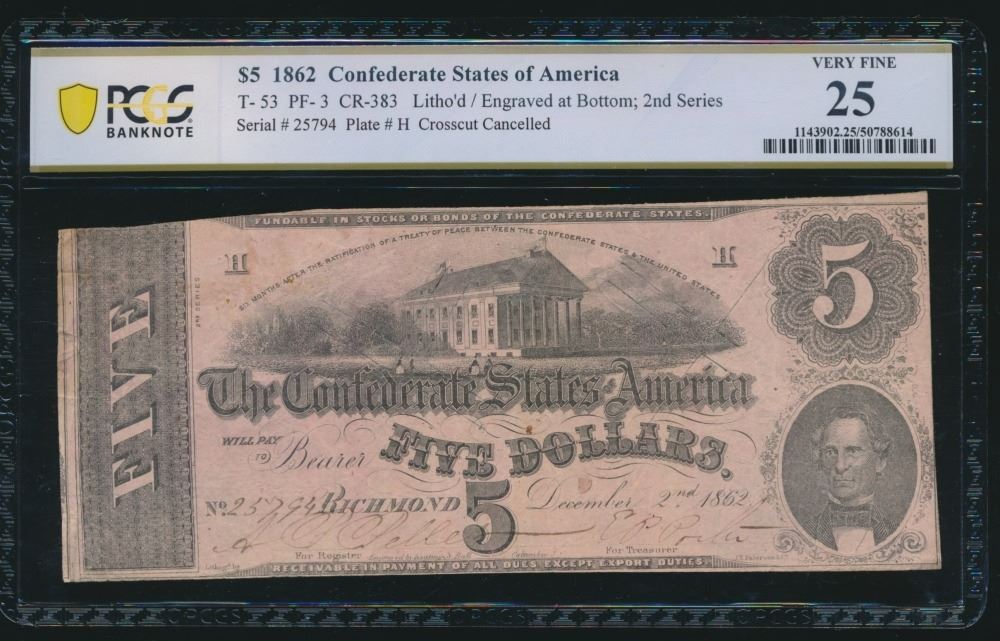 PCGS
BANKNOTE
$5 1862 Confederate States of America
T- 53 PF- 3 CR-383 Litho'd / Engraved at Bottom; 2nd Series
Serial # 25794 Plate # H Crosscut Cancelled
VERY FINE
25
1143902.25/50788614
FUNDABLE IN STOCKS OR BONDS OF THE CONFEDERATE STATES.
SIX MONTHS AFTER THE RATIFICATION OF A TREATY OF PEACE BETWEEN THE CONFEDERATE STATES & THE UNITED STATES
H
H
5
2ND SERIES
FIVE
The Confederate States of America
WILL PAY
(TO) Bearer
FIVE DOLLARS,
No. 25794 RICHMOND 5 December 2nd 1862
For Register
For Treasurer
RECEIVABLE IN PAYMENT OF ALL DUES EXCEPT EXPORT DUTIES.